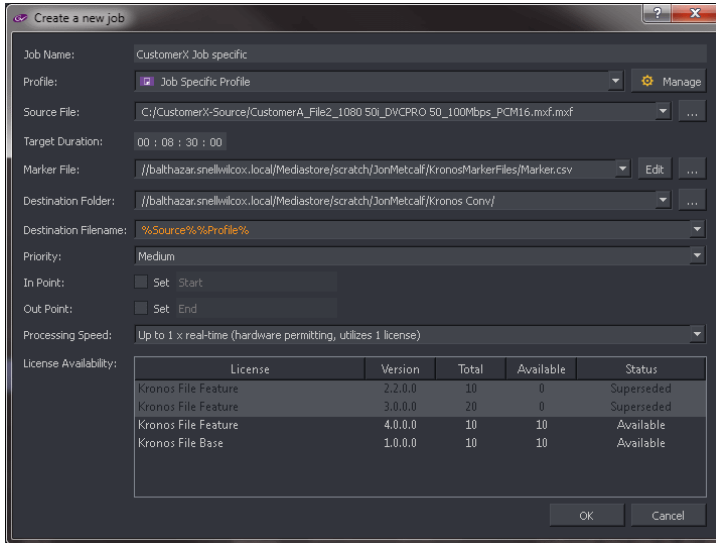 Create a new job
Job Name: CustomerX Job specific
Profile: Job Specific Profile Manage
Source File: C:/CustomerX-Source/CustomerA_File2_1080 50i_DVCPRO 50_100Mbps_PCM16.mxf.mxf ...
Target Duration: 00 : 08 : 30 : 00
Marker File: //balthazar.snellwilcox.local/Mediastore/scratch/JonMetcalf/KronosMarkerFiles/Marker.csv Edit ...
Destination Folder: //balthazar.snellwilcox.local/Mediastore/scratch/JonMetcalf/Kronos Conv/ ...
Destination Filename: %Source%%Profile%
Priority: Medium
In Point: Set Start
Out Point: Set End
Processing Speed: Up to 1 x real-time (hardware permitting, utilizes 1 license)
License Availability:
License Version Total Available Status
Kronos File Feature 2.2.0.0 10 0 Superseded
Kronos File Feature 3.0.0.0 20 0 Superseded
Kronos File Feature 4.0.0.0 10 10 Available
Kronos File Base 1.0.0.0 10 10 Available
OK Cancel